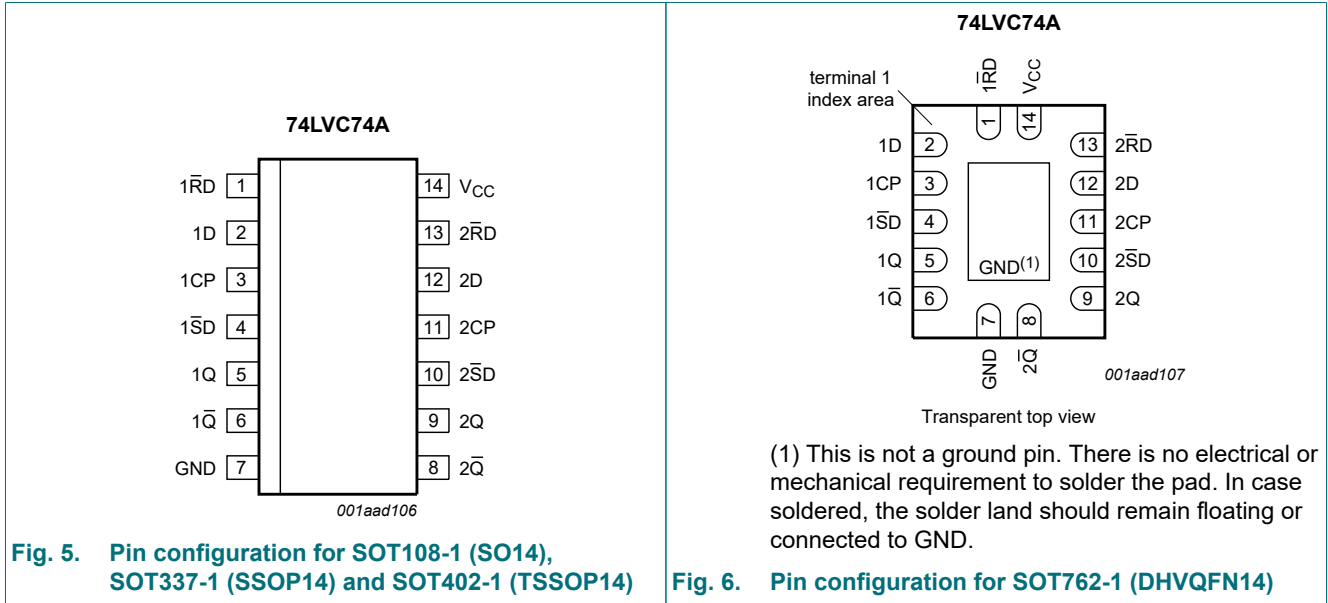 74LVC74A
1R̅D 1
1D 2
1CP 3
1S̅D 4
1Q 5
1Q̅ 6
GND 7
14 VCC
13 2R̅D
12 2D
11 2CP
10 2S̅D
9 2Q
8 2Q̅
001aad106
Fig. 5. Pin configuration for SOT108-1 (SO14),
SOT337-1 (SSOP14) and SOT402-1 (TSSOP14)
74LVC74A
terminal 1
index area
1R̅D
VCC
1
14
1D 2
1CP 3
1S̅D 4
1Q 5
1Q̅ 6
13 2R̅D
12 2D
11 2CP
10 2S̅D
9 2Q
GND(1)
7
8
GND
2Q̅
001aad107
Transparent top view
(1) This is not a ground pin. There is no electrical or
mechanical requirement to solder the pad. In case
soldered, the solder land should remain floating or
connected to GND.
Fig. 6. Pin configuration for SOT762-1 (DHVQFN14)